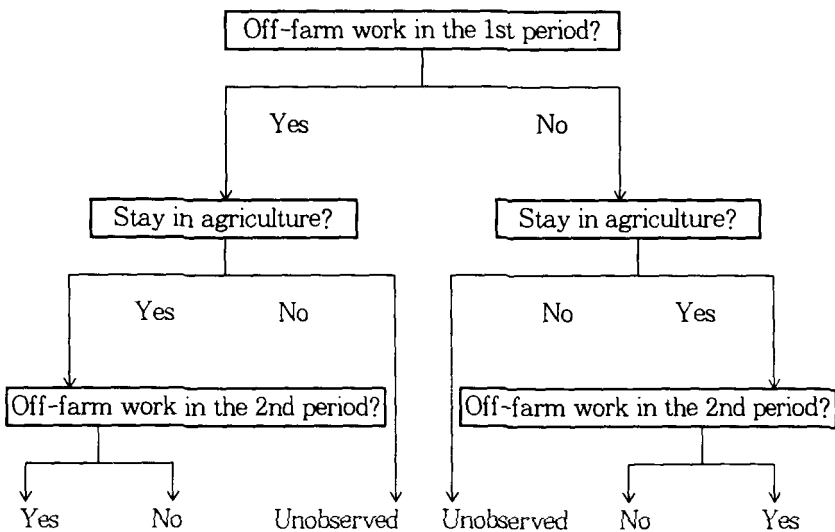 Off-farm work in the 1st period?
Yes No
Stay in agriculture? Stay in agriculture?
Yes No No Yes
Off-farm work in the 2nd period? Off-farm work in the 2nd period?
Yes No Unobserved Unobserved No Yes